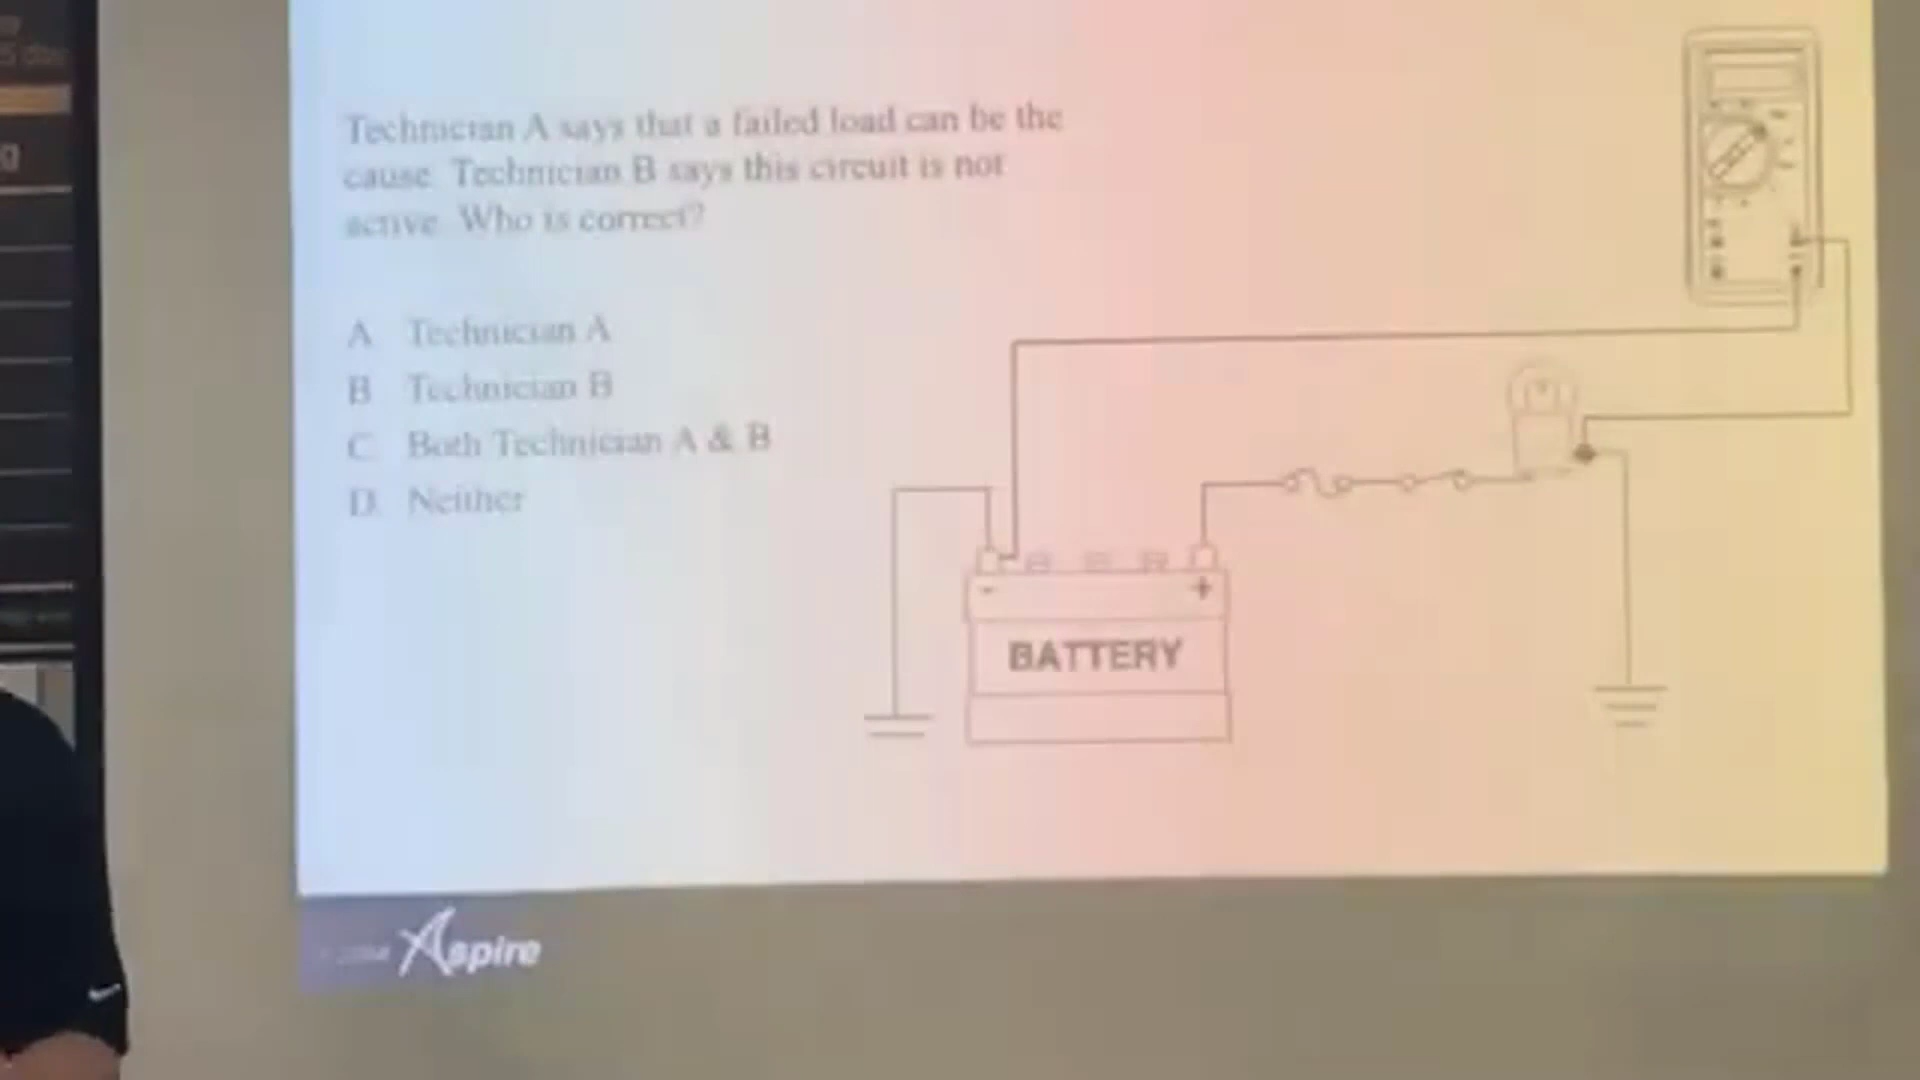 Technician A says that a failed load can be the
cause. Technician B says this circuit is not
active. Who is correct?
A Technician A
B Technician B
C Both Technician A & B
D. Neither
- +
BATTERY
Aspire
g